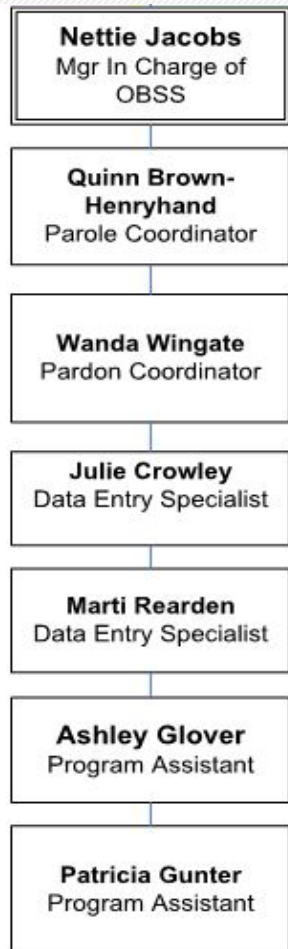 Nettie Jacobs
Mgr In Charge of
OBSS
Quinn Brown-
Henryhand
Parole Coordinator
Wanda Wingate
Pardon Coordinator
Julie Crowley
Data Entry Specialist
Marti Rearden
Data Entry Specialist
Ashley Glover
Program Assistant
Patricia Gunter
Program Assistant